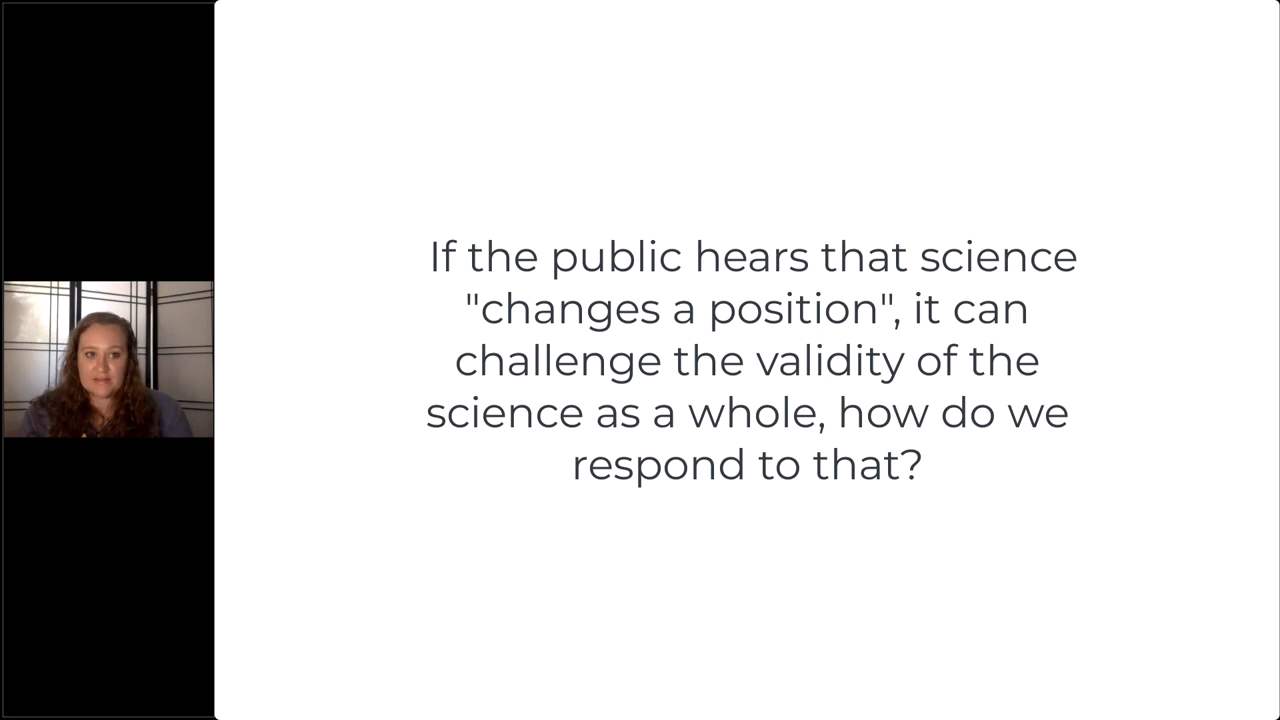 If the public hears that science
"changes a position", it can
challenge the validity of the
science as a whole, how do we
respond to that?